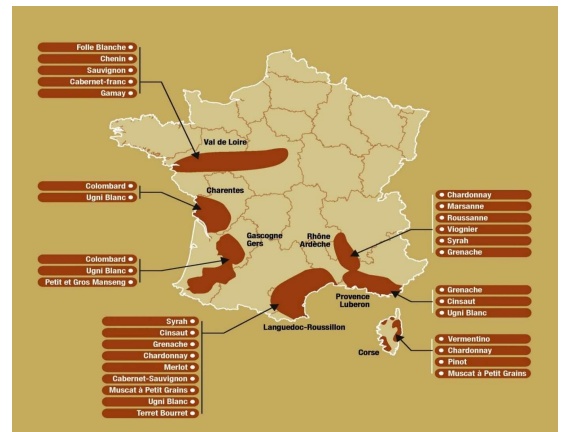 Folle Blanche
Chenin
Sauvignon
Cabernet-franc
Gamay
Val de Loire
Colombard
Ugni Blanc
Charentes
Colombard
Ugni Blanc
Petit et Gros Manseng
Gascogne
Gers
Rhône
Ardèche
Chardonnay
Marsanne
Roussanne
Viognier
Syrah
Grenache
Grenache
Cinsaut
Ugni Blanc
Provence
Luberon
Languedoc-Roussillon
Syrah
Cinsaut
Grenache
Chardonnay
Merlot
Cabernet-Sauvignon
Muscat à Petit Grains
Ugni Blanc
Terret Bourret
Corse
Vermentino
Chardonnay
Pinot
Muscat à Petit Grains